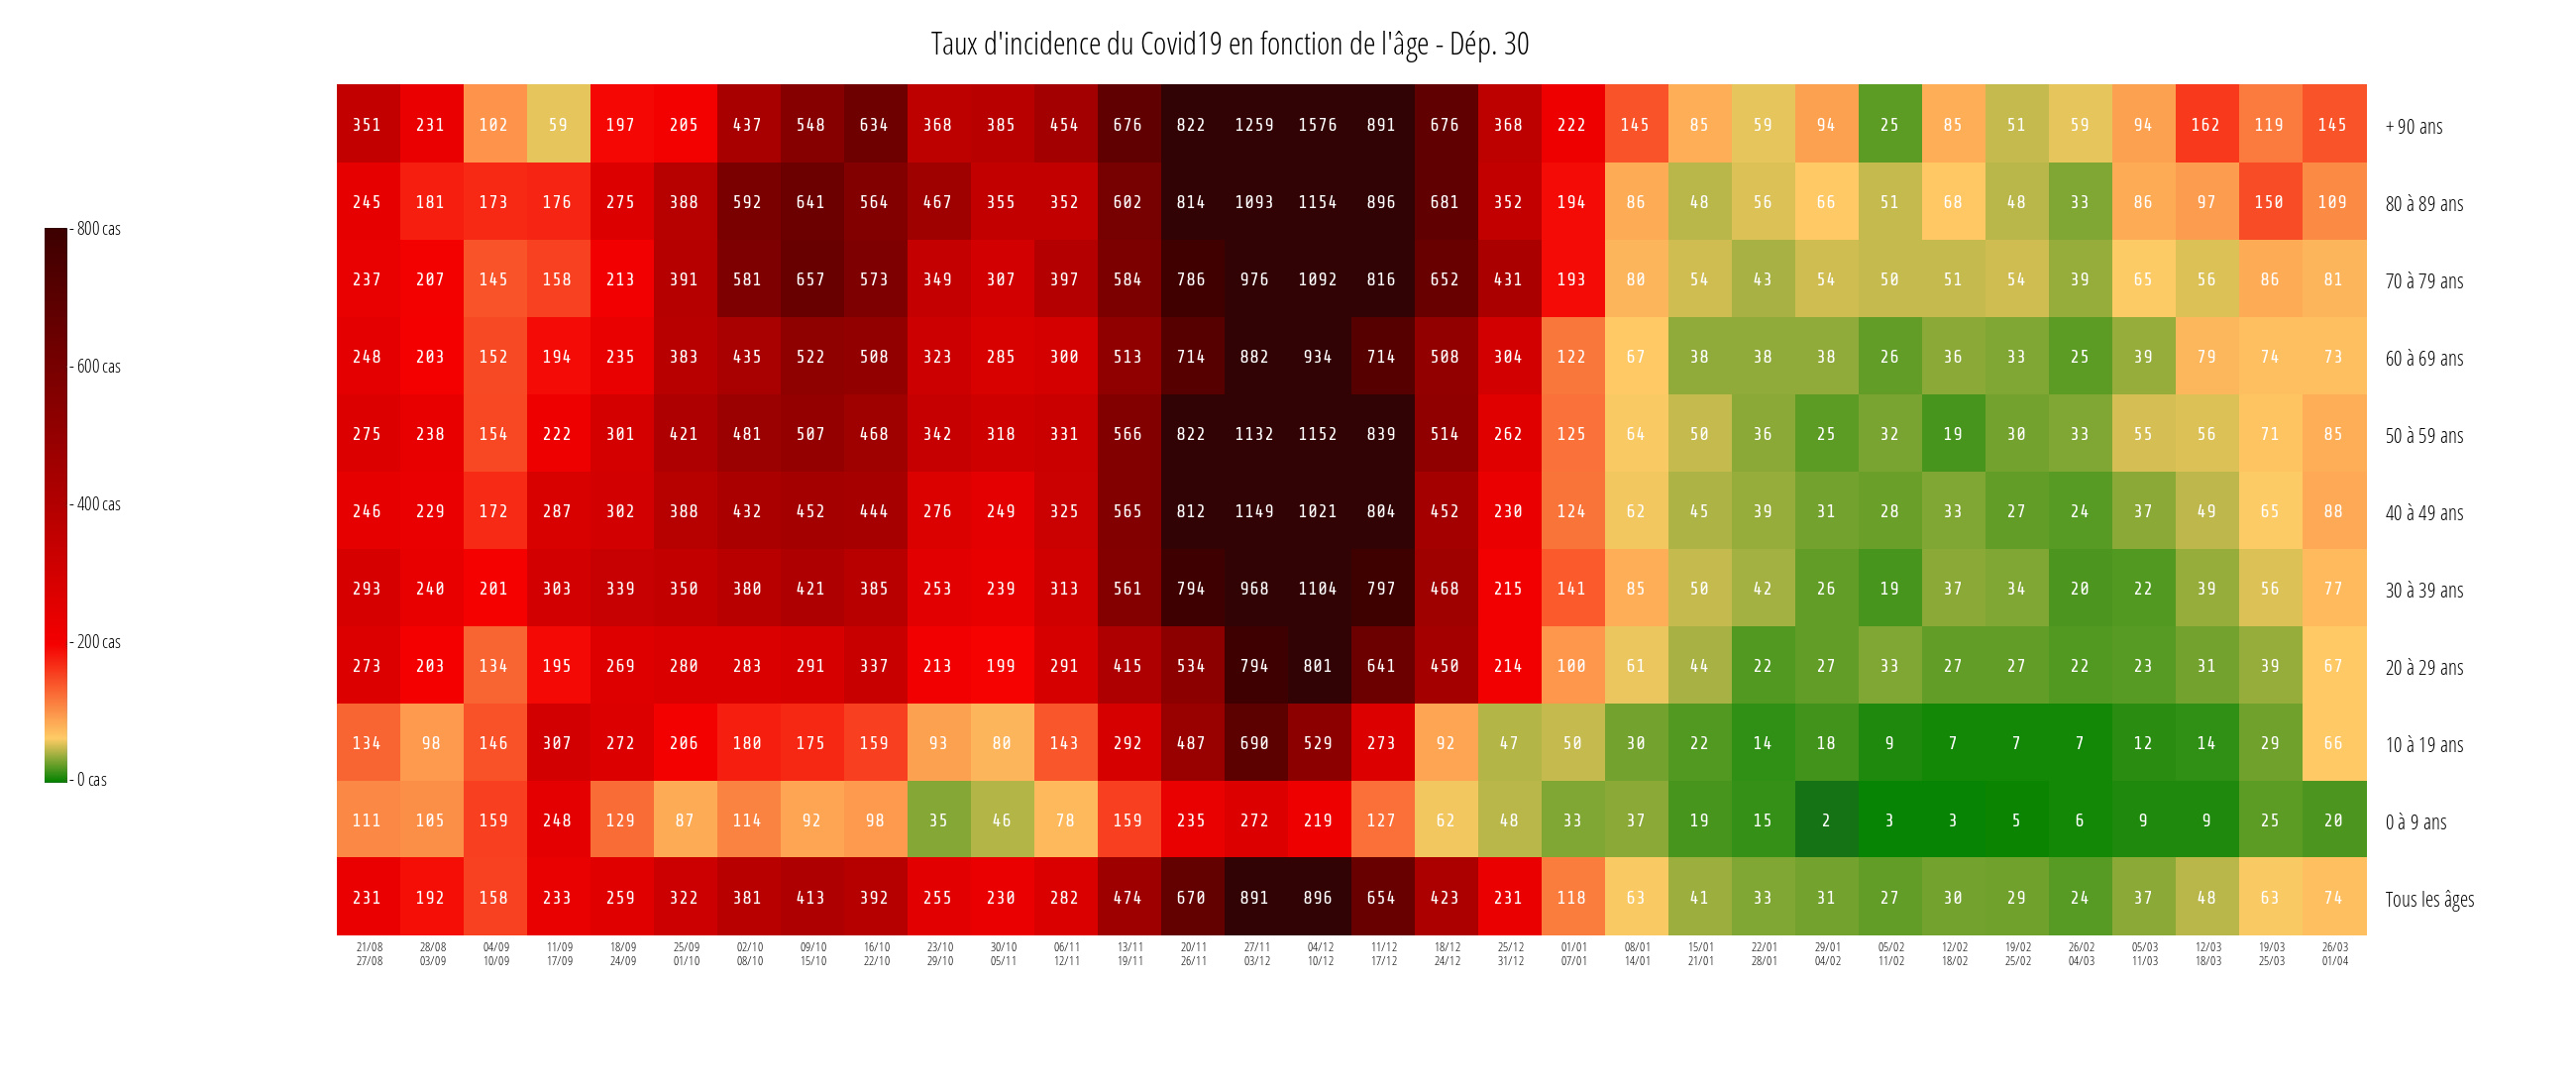 Taux d'incidence du Covid19 en fonction de l'âge - Dép. 30
351 231 102 59 197 205 437 548 634 368 385 454 676 822 1259 1576 891 676 368 222 145 85 59 94 25 85 51 59 94 162 119 145 + 90 ans
245 181 173 176 275 388 592 641 564 467 355 352 602 814 1093 1154 896 681 352 194 86 48 56 66 51 68 48 33 86 97 150 109 80 à 89 ans
- 800 cas
237 207 145 158 213 391 581 657 573 349 307 397 584 786 976 1092 816 652 431 193 80 54 43 54 50 51 54 39 65 56 86 81 70 à 79 ans
248 203 152 194 235 383 435 522 508 323 285 300 513 714 882 934 714 508 304 122 67 38 38 38 26 36 33 25 39 79 74 73 60 à 69 ans
- 600 cas
275 238 154 222 301 421 481 507 468 342 318 331 566 822 1132 1152 839 514 262 125 64 50 36 25 32 19 30 33 55 56 71 85 50 à 59 ans
- 400 cas
246 229 172 287 302 388 432 452 444 276 249 325 565 812 1149 1021 804 452 230 124 62 45 39 31 28 33 27 24 37 49 65 88 40 à 49 ans
293 240 201 303 339 350 380 421 385 253 239 313 561 794 968 1104 797 468 215 141 85 50 42 26 19 37 34 20 22 39 56 77 30 à 39 ans
- 200 cas
273 203 134 195 269 280 283 291 337 213 199 291 415 534 794 801 641 450 214 100 61 44 22 27 33 27 27 22 23 31 39 67 20 à 29 ans
134 98 146 307 272 206 180 175 159 93 80 143 292 487 690 529 273 92 47 50 30 22 14 18 9 7 7 7 12 14 29 66 10 à 19 ans
- 0 cas
111 105 159 248 129 87 114 92 98 35 46 78 159 235 272 219 127 62 48 33 37 19 15 2 3 3 5 6 9 9 25 20 0 à 9 ans
231 192 158 233 259 322 381 413 392 255 230 282 474 670 891 896 654 423 231 118 63 41 33 31 27 30 29 24 37 48 63 74 Tous les âges
21/08 28/08 04/09 11/09 18/09 25/09 02/10 09/10 16/10 23/10 30/10 06/11 13/11 20/11 27/11 04/12 11/12 18/12 25/12 01/01 08/01 15/01 22/01 29/01 05/02 12/02 19/02 26/02 05/03 12/03 19/03 26/03
27/08 03/09 10/09 17/09 24/09 01/10 08/10 15/10 22/10 29/10 05/11 12/11 19/11 26/11 03/12 10/12 17/12 24/12 31/12 07/01 14/01 21/01 28/01 04/02 11/02 18/02 25/02 04/03 11/03 18/03 25/03 01/04